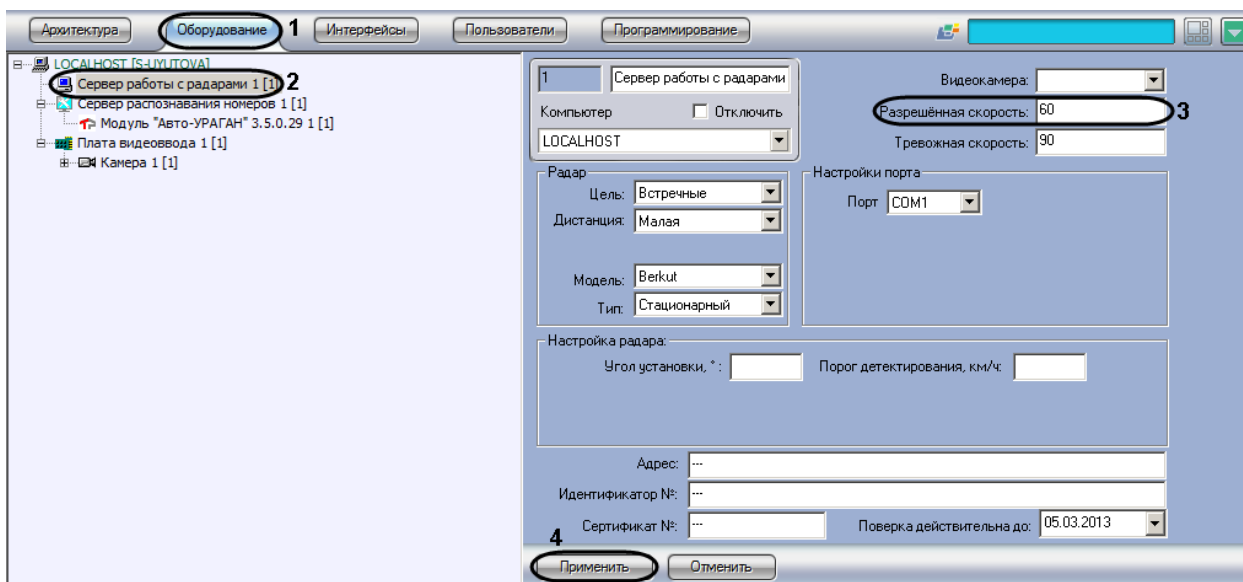 Архитектура Оборудование 1 Интерфейсы Пользователи Программирование
LOCALHOST [S-UYUTOVA]
Сервер работы с радарами 1 [1] 2
Сервер распознавания номеров 1 [1]
Модуль "Авто-УРАГАН" 3.5.0.29 1 [1]
Плата видеоввода 1 [1]
Камера 1 [1]
1 Сервер работы с радарами
Компьютер Отключить
LOCALHOST
Видеокамера:
Разрешённая скорость: 60 3
Тревожная скорость: 90
Радар
Цель: Встречные
Дистанция: Малая
Модель: Berkut
Тип: Стационарный
Настройки порта
Порт COM1
Настройка радара:
Угол установки, ° : Порог детектирования, км/ч:
Адрес: ---
Идентификатор №: ---
Сертификат №: --- Поверка действительна до: 05.03.2013
4
Применить Отменить